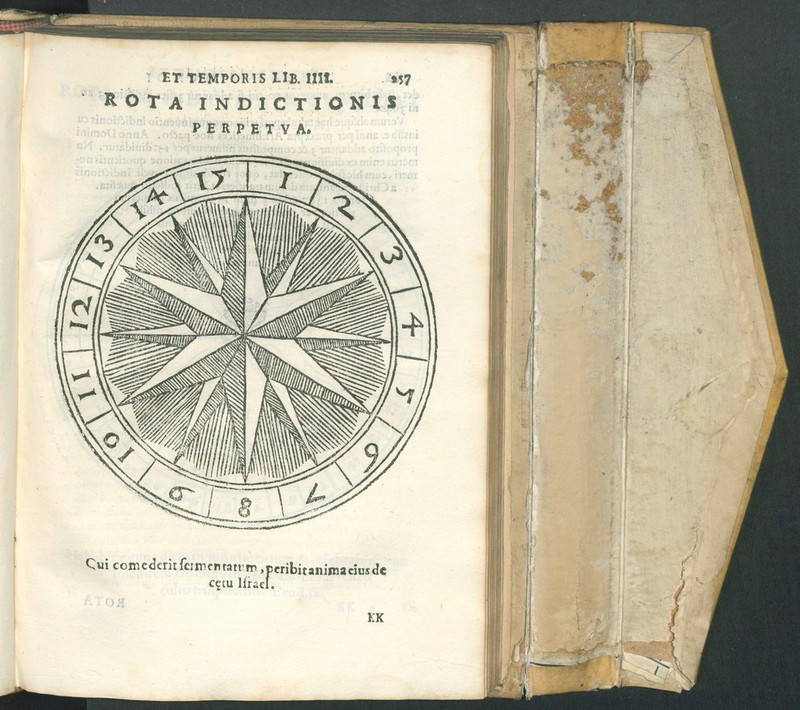 ET TEMPORIS LIB. IIII. 257
ROTA INDICTIONIS
PERPETVA.
1
2
3
4
5
6
7
8
9
10
11
12
13
14
15
Qui comederit fermentatum, peribit anima eius de
cętu Israel.
KK